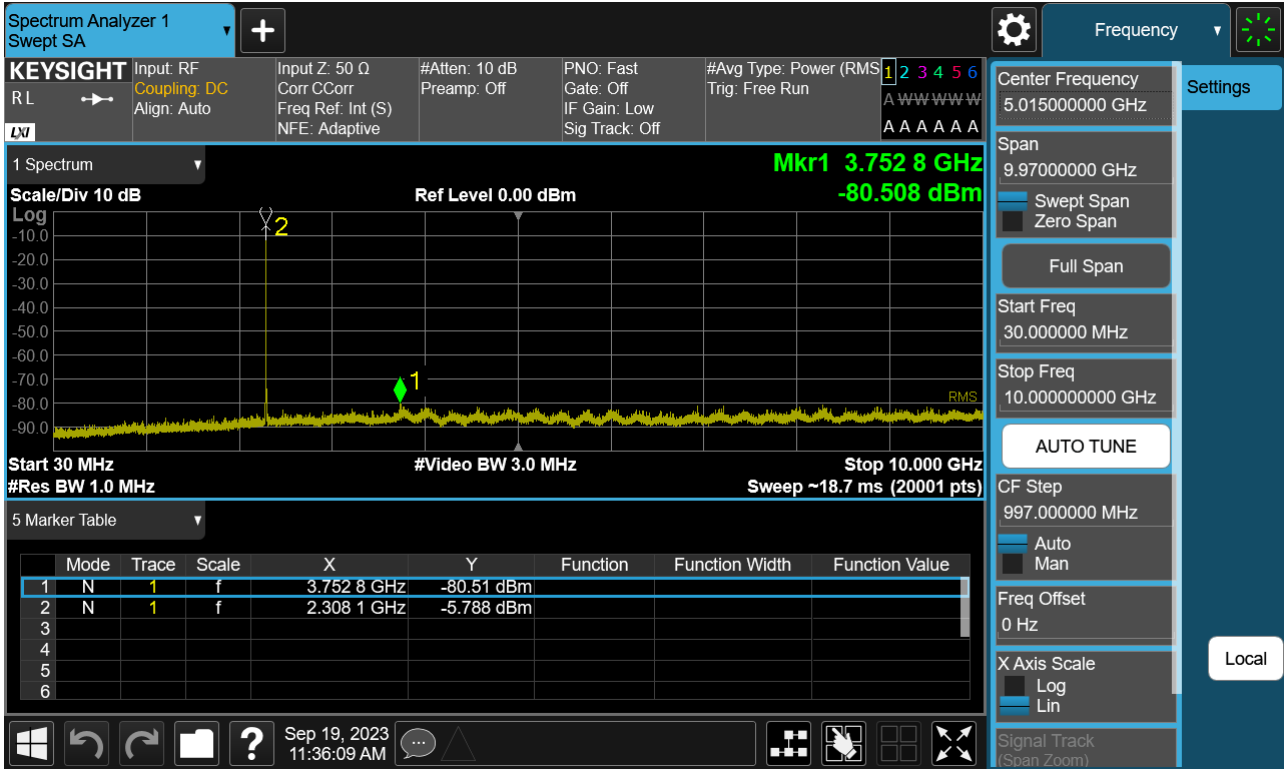 Spectrum Analyzer 1
Swept SA
Frequency
KEYSIGHT
R L
LXI
Input: RF
Coupling: DC
Align: Auto
Input Z: 50 Ω
Corr CCorr
Freq Ref: Int (S)
NFE: Adaptive
#Atten: 10 dB
Preamp: Off
PNO: Fast
Gate: Off
IF Gain: Low
Sig Track: Off
#Avg Type: Power (RMS
Trig: Free Run
1 2 3 4 5 6
A W W W W W
A A A A A A
1 Spectrum
Mkr1 3.752 8 GHz
-80.508 dBm
Scale/Div 10 dB
Ref Level 0.00 dBm
Log
-10.0
-20.0
-30.0
-40.0
-50.0
-60.0
-70.0
-80.0
-90.0
2
1
RMS
Start 30 MHz
#Video BW 3.0 MHz
Stop 10.000 GHz
#Res BW 1.0 MHz
Sweep ~18.7 ms (20001 pts)
5 Marker Table
Mode Trace Scale X Y Function Function Width Function Value
1 N 1 f 3.752 8 GHz -80.51 dBm
2 N 1 f 2.308 1 GHz -5.788 dBm
3
4
5
6
?
Sep 19, 2023
11:36:09 AM
Center Frequency
5.015000000 GHz
Settings
Span
9.97000000 GHz
Swept Span
Zero Span
Full Span
Start Freq
30.000000 MHz
Stop Freq
10.000000000 GHz
AUTO TUNE
CF Step
997.000000 MHz
Auto
Man
Freq Offset
0 Hz
Local
X Axis Scale
Log
Lin
Signal Track
(Span Zoom)